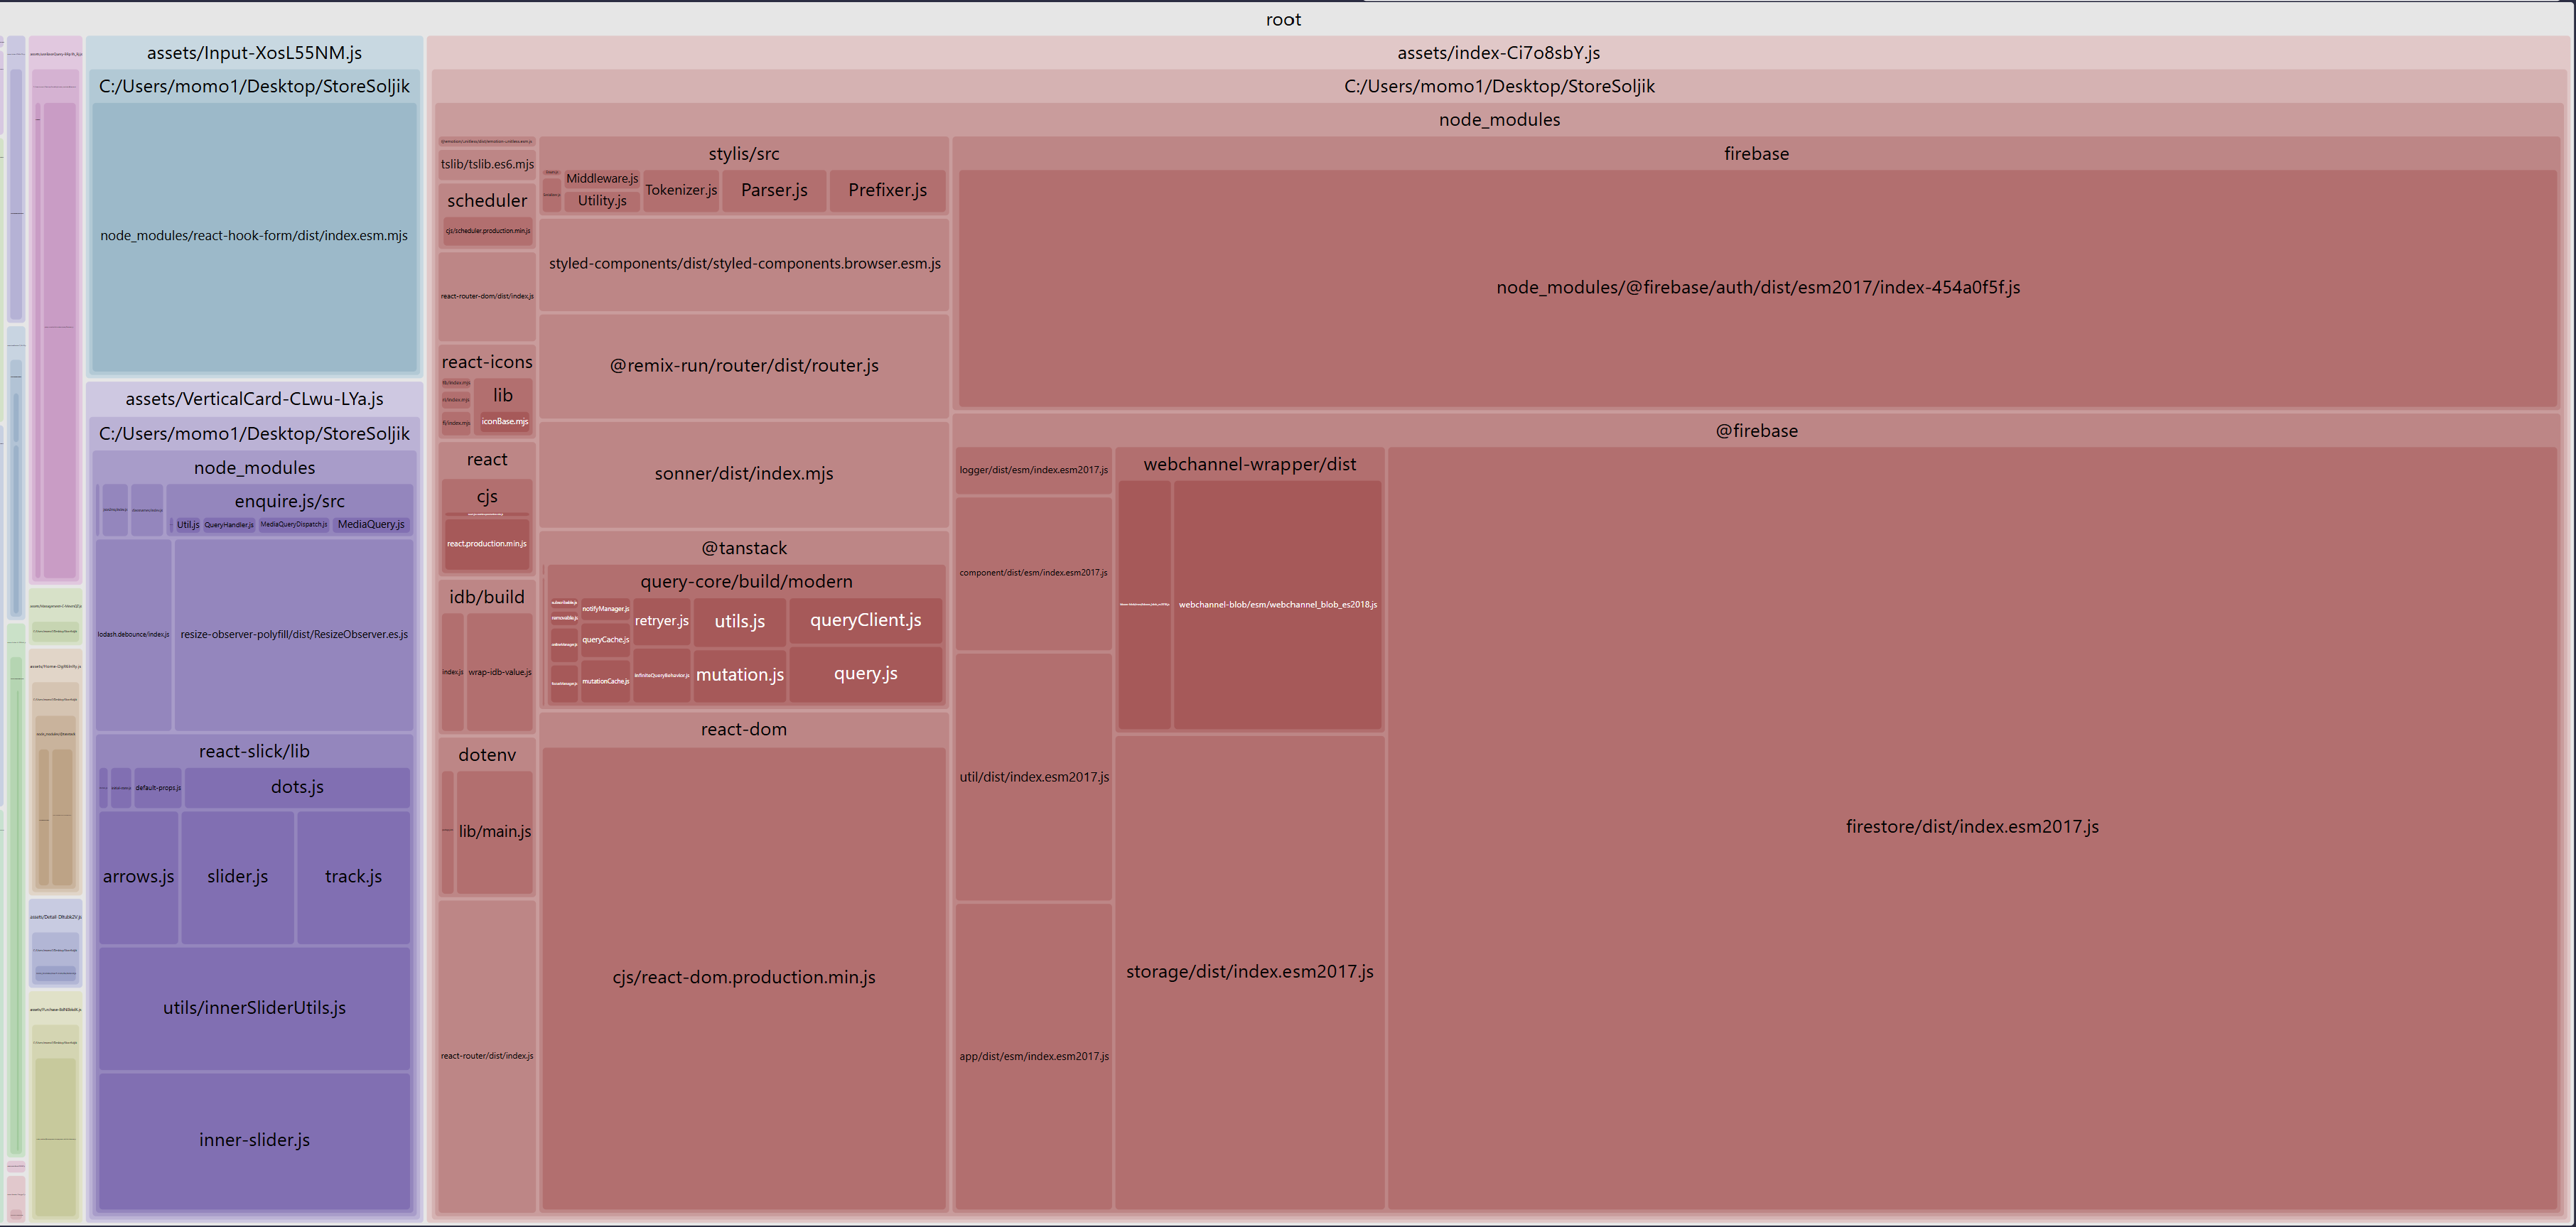 root
assets/Input-XosL55NM.js
C:/Users/momo1/Desktop/StoreSoljik
node_modules/react-hook-form/dist/index.esm.mjs
assets/VerticalCard-CLwu-LYa.js
C:/Users/momo1/Desktop/StoreSoljik
node_modules
enquire.js/src
Util.js
QueryHandler.js
MediaQueryDispatch.js
MediaQuery.js
lodash.debounce/index.js
resize-observer-polyfill/dist/ResizeObserver.es.js
react-slick/lib
default-props.js
dots.js
arrows.js
slider.js
track.js
utils/innerSliderUtils.js
inner-slider.js
assets/index-Ci7o8sbY.js
C:/Users/momo1/Desktop/StoreSoljik
node_modules
tslib/tslib.es6.mjs
scheduler
cjs/scheduler.production.min.js
react-router-dom/dist/index.js
react-icons
lib
iconBase.mjs
react
cjs
react.production.min.js
idb/build
index.js
wrap-idb-value.js
dotenv
lib/main.js
react-router/dist/index.js
stylis/src
Middleware.js
Utility.js
Tokenizer.js
Parser.js
Prefixer.js
styled-components/dist/styled-components.browser.esm.js
@remix-run/router/dist/router.js
sonner/dist/index.mjs
@tanstack
query-core/build/modern
notifyManager.js
queryCache.js
mutationCache.js
retryer.js
infiniteQueryBehavior.js
utils.js
mutation.js
queryClient.js
query.js
react-dom
cjs/react-dom.production.min.js
firebase
node_modules/@firebase/auth/dist/esm2017/index-454a0f5f.js
@firebase
logger/dist/esm/index.esm2017.js
component/dist/esm/index.esm2017.js
util/dist/index.esm2017.js
app/dist/esm/index.esm2017.js
webchannel-wrapper/dist
webchannel-blob/esm/webchannel_blob_es2018.js
storage/dist/index.esm2017.js
firestore/dist/index.esm2017.js